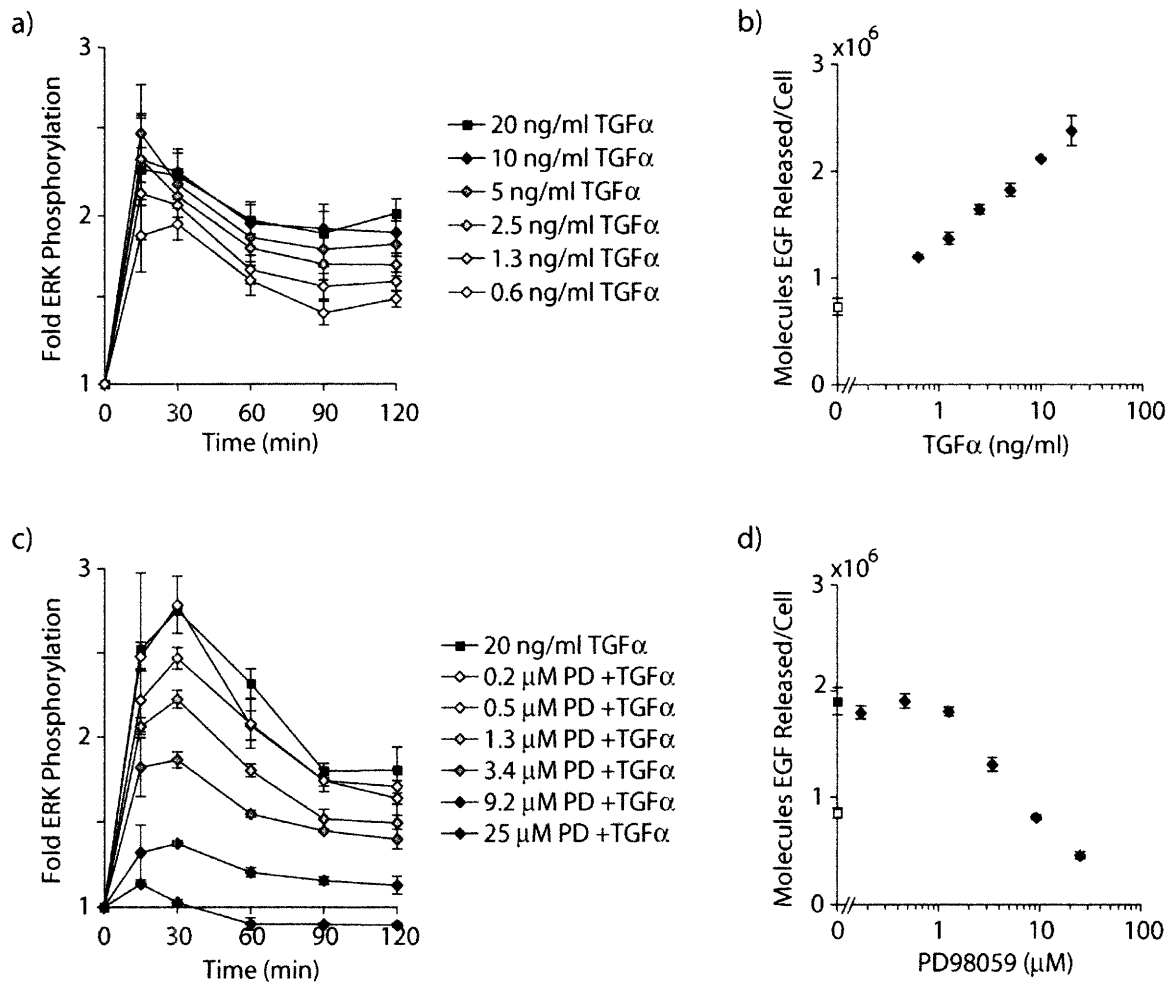 a)
Fold ERK Phosphorylation
3
2
1
0 30 60 90 120
Time (min)
20 ng/ml TGFα
10 ng/ml TGFα
5 ng/ml TGFα
2.5 ng/ml TGFα
1.3 ng/ml TGFα
0.6 ng/ml TGFα
b)
x10⁶
Molecules EGF Released/Cell
3
2
1
0
0 1 10 100
TGFα (ng/ml)
c)
Fold ERK Phosphorylation
3
2
1
0 30 60 90 120
Time (min)
20 ng/ml TGFα
0.2 μM PD +TGFα
0.5 μM PD +TGFα
1.3 μM PD +TGFα
3.4 μM PD +TGFα
9.2 μM PD +TGFα
25 μM PD +TGFα
d)
x10⁶
Molecules EGF Released/Cell
3
2
1
0
0 1 10 100
PD98059 (μM)